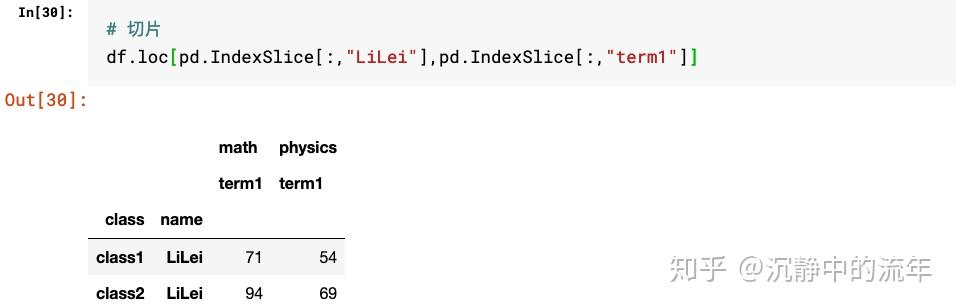 In[30]:
# 切片
df.loc[pd.IndexSlice[:,"LiLei"],pd.IndexSlice[:,"term1"]]
Out[30]:
math physics
term1 term1
class name
class1 LiLei 71 54
class2 LiLei 94 69
知乎 @沉静中的流年